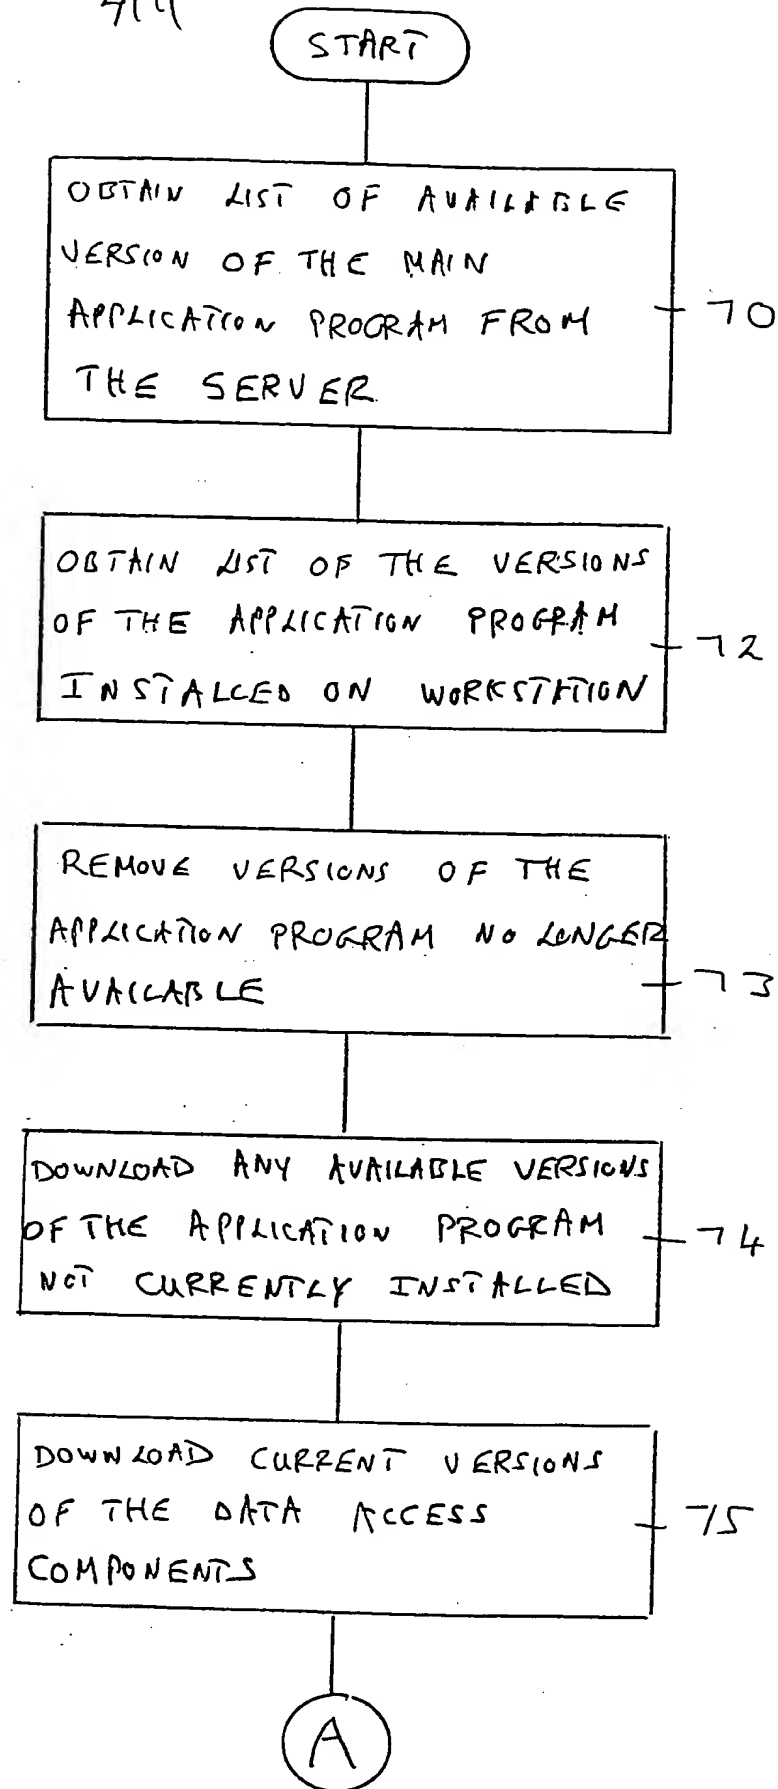 START
OBTAIN LIST OF AVAILABLE
VERSION OF THE MAIN
APPLICATION PROGRAM FROM
THE SERVER
70
OBTAIN LIST OF THE VERSIONS
OF THE APPLICATION PROGRAM
INSTALLED ON WORKSTATION
72
REMOVE VERSIONS OF THE
APPLICATION PROGRAM NO LONGER
AVAILABLE
73
DOWNLOAD ANY AVAILABLE VERSIONS
OF THE APPLICATION PROGRAM
NOT CURRENTLY INSTALLED
74
DOWNLOAD CURRENT VERSIONS
OF THE DATA ACCESS
COMPONENTS
75
A